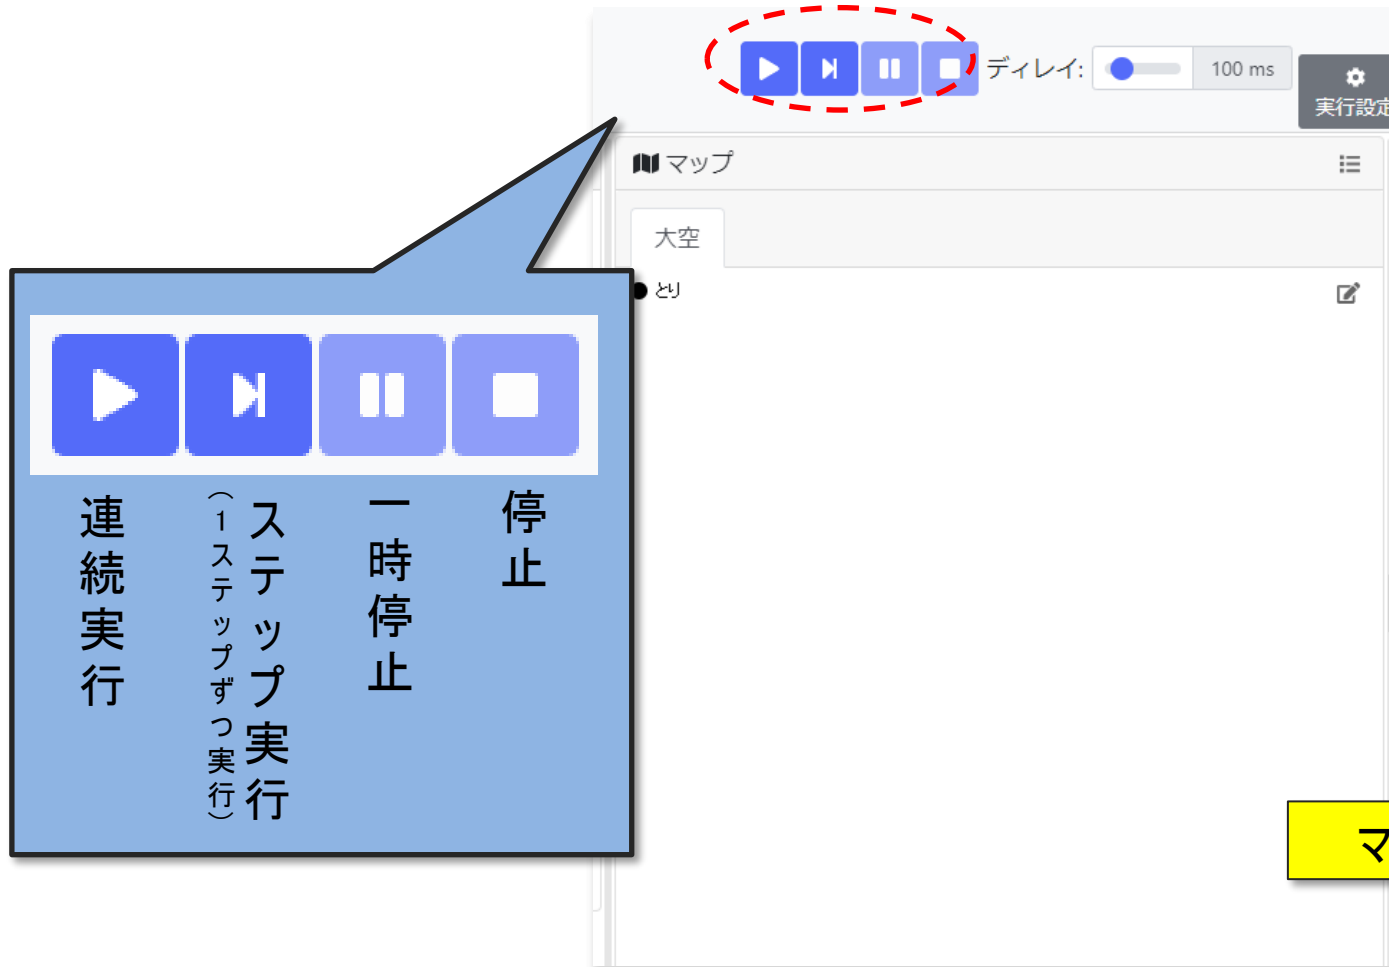 ディレイ:
100 ms
実行設定
マップ
大空
とり
連続実行
ステップ実行
（1ステップずつ実行）
一時停止
停止
マ